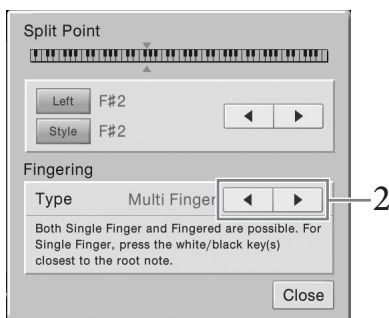 Split Point
Left F#2
Style F#2
Fingering
Type Multi Finger
2
Both Single Finger and Fingered are possible. For
Single Finger, press the white/black key(s)
closest to the root note.
Close